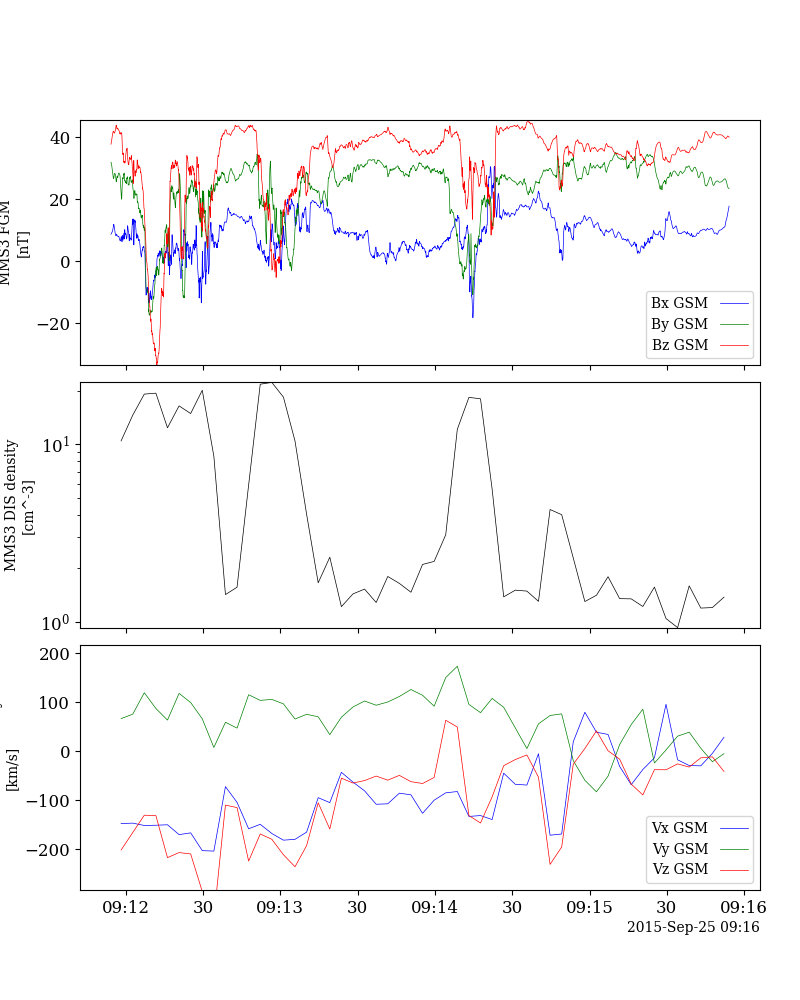 40
20
0
−20
MMS3 FGM
[nT]
Bx GSM
By GSM
Bz GSM
10^1
10^0
MMS3 DIS density
[cm^-3]
200
100
0
−100
−200
[km/s]
Vx GSM
Vy GSM
Vz GSM
09:12 30 09:13 30 09:14 30 09:15 30 09:16
2015-Sep-25 09:16